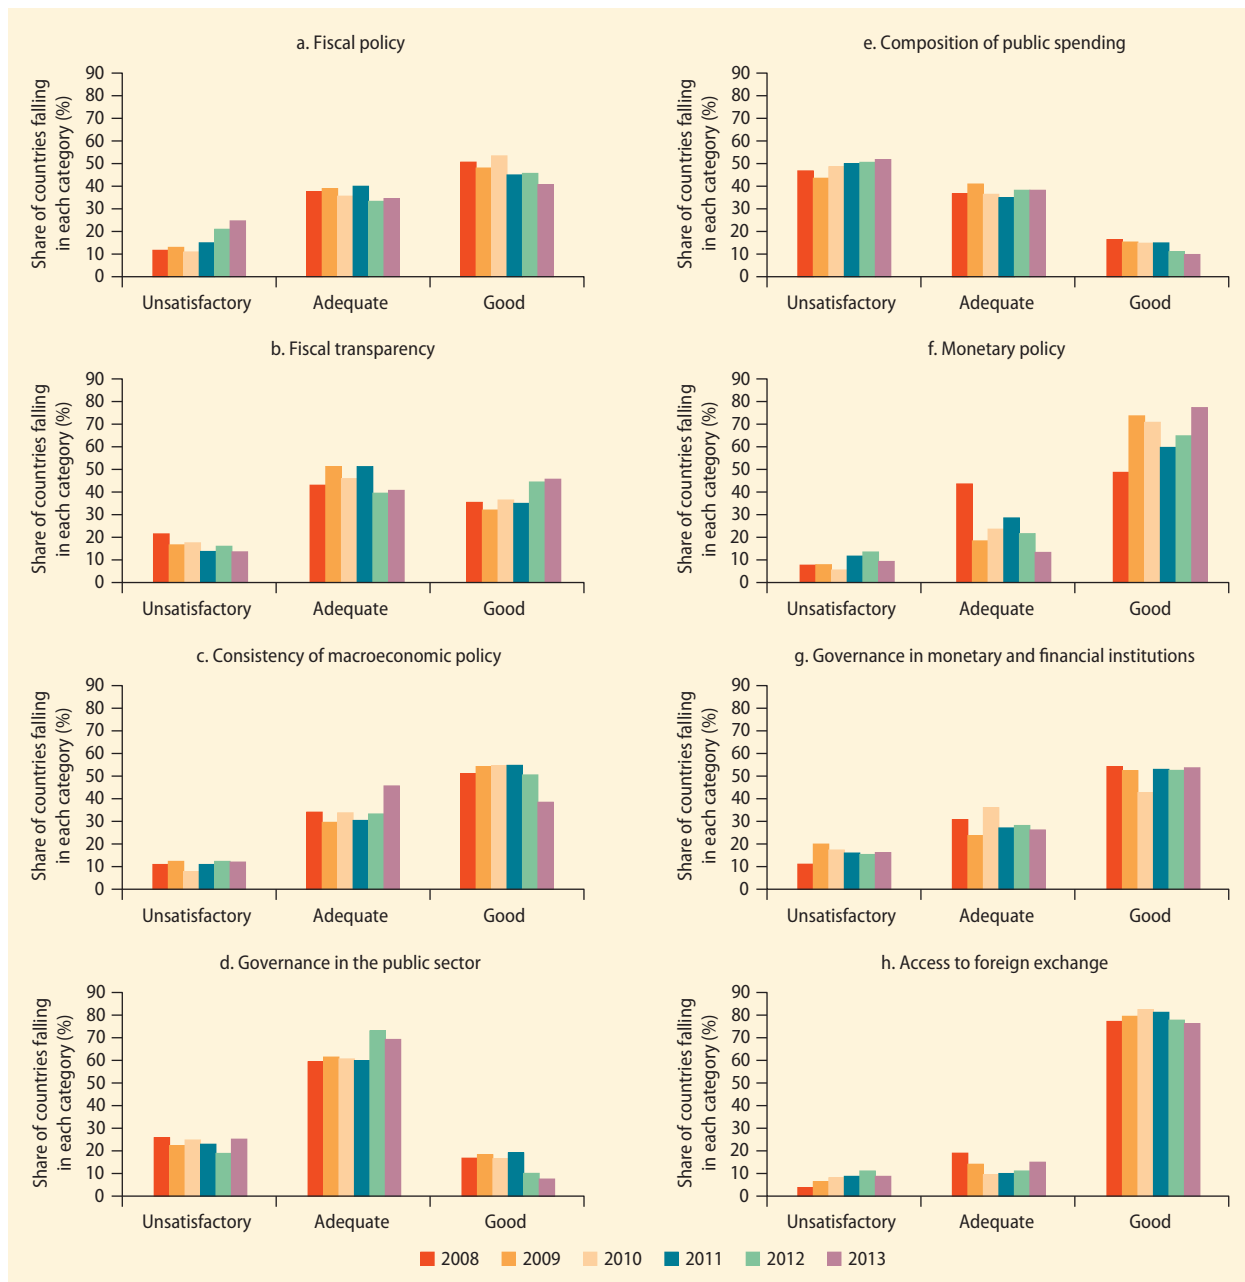 a. Fiscal policy
Share of countries falling
in each category (%)
90
80
70
60
50
40
30
20
10
0
Unsatisfactory Adequate Good
b. Fiscal transparency
Share of countries falling
in each category (%)
90
80
70
60
50
40
30
20
10
0
Unsatisfactory Adequate Good
c. Consistency of macroeconomic policy
Share of countries falling
in each category (%)
90
80
70
60
50
40
30
20
10
0
Unsatisfactory Adequate Good
d. Governance in the public sector
Share of countries falling
in each category (%)
90
80
70
60
50
40
30
20
10
0
Unsatisfactory Adequate Good
e. Composition of public spending
Share of countries falling
in each category (%)
90
80
70
60
50
40
30
20
10
0
Unsatisfactory Adequate Good
f. Monetary policy
Share of countries falling
in each category (%)
90
80
70
60
50
40
30
20
10
0
Unsatisfactory Adequate Good
g. Governance in monetary and financial institutions
Share of countries falling
in each category (%)
90
80
70
60
50
40
30
20
10
0
Unsatisfactory Adequate Good
h. Access to foreign exchange
Share of countries falling
in each category (%)
90
80
70
60
50
40
30
20
10
0
Unsatisfactory Adequate Good
2008 2009 2010 2011 2012 2013